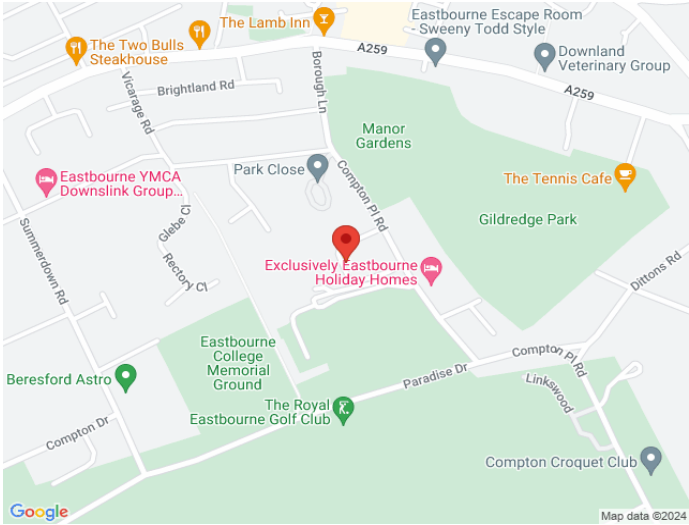 The Lamb Inn
Eastbourne Escape Room
- Sweeny Todd Style
The Two Bulls
Steakhouse
A259
Downland
Veterinary Group
A259
Vicarage Rd
Brightland Rd
Borough Ln
Manor
Gardens
Eastbourne YMCA
Downslink Group...
Park Close
Compton Pl Rd
The Tennis Cafe
Glebe Cl
Gildredge Park
Summerdown Rd
Rectory Cl
Exclusively Eastbourne
Holiday Homes
Dittons Rd
Eastbourne
College
Memorial
Ground
Beresford Astro
Paradise Dr
Compton Pl Rd
Linkswood
The Royal
Eastbourne Golf Club
Compton Dr
Compton Croquet Club
Google
Map data ©2024